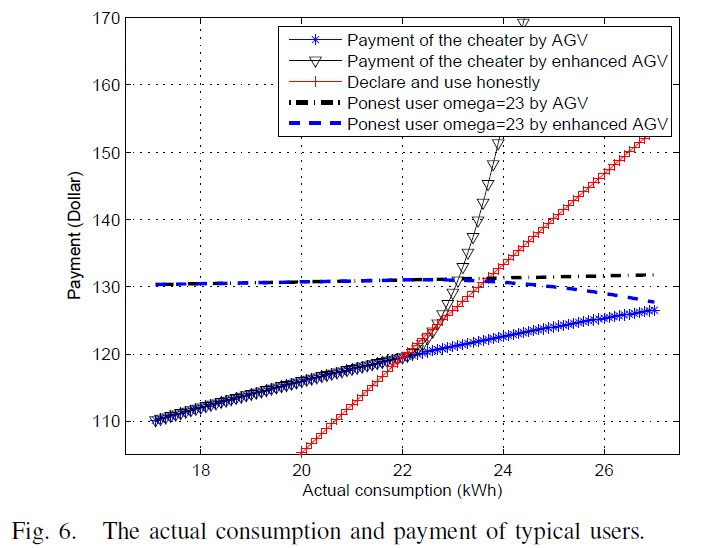 170
160
150
140
130
120
110
Payment (Dollar)
Payment of the cheater by AGV
Payment of the cheater by enhanced AGV
Declare and use honestly
Ponest user omega=23 by AGV
Ponest user omega=23 by enhanced AGV
18 20 22 24 26
Actual consumption (kWh)
Fig. 6. The actual consumption and payment of typical users.